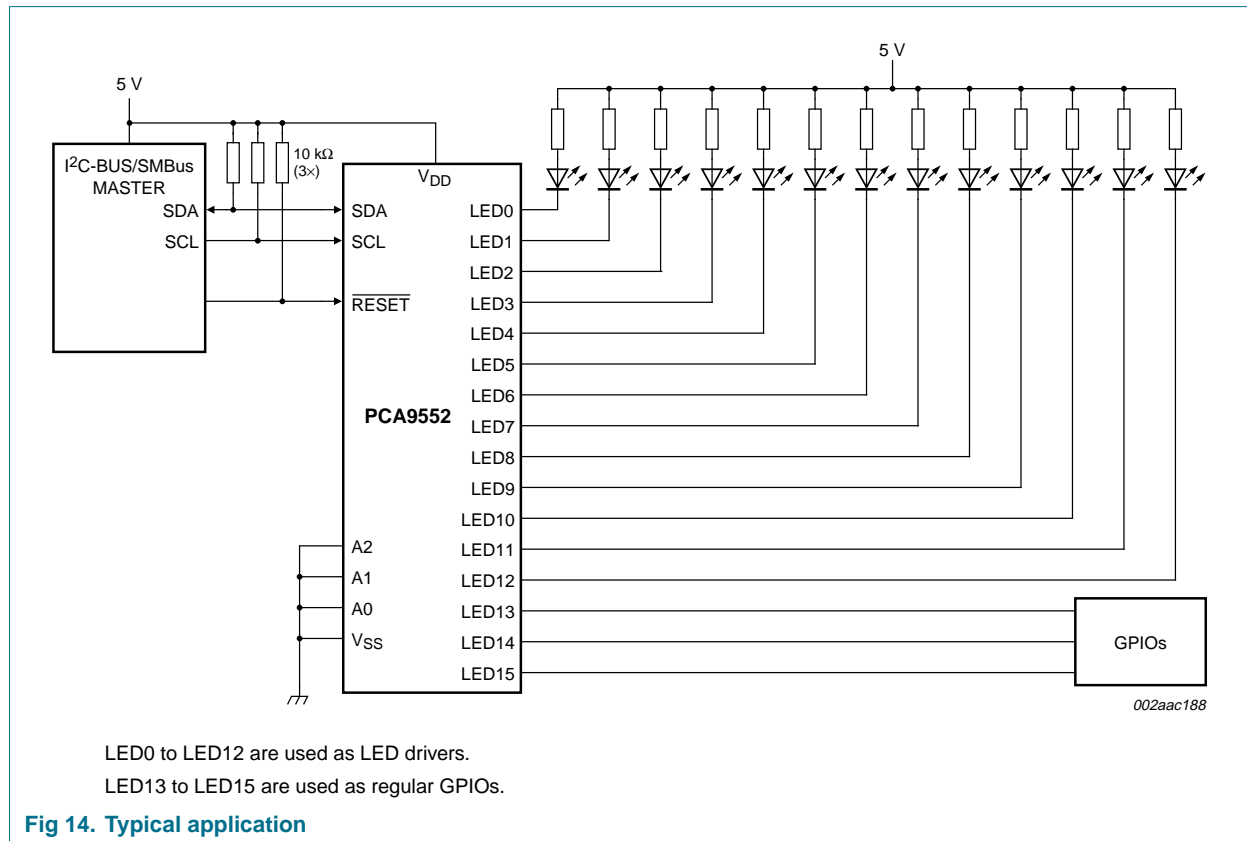 5 V
5 V
I²C-BUS/SMBus
MASTER
10 kΩ
(3×)
VDD
SDA
SDA
LED0
SCL
SCL
LED1
LED2
RESET
LED3
LED4
LED5
LED6
PCA9552
LED7
LED8
LED9
LED10
A2
LED11
A1
LED12
A0
LED13
VSS
LED14
GPIOs
LED15
002aac188
LED0 to LED12 are used as LED drivers.
LED13 to LED15 are used as regular GPIOs.
Fig 14. Typical application